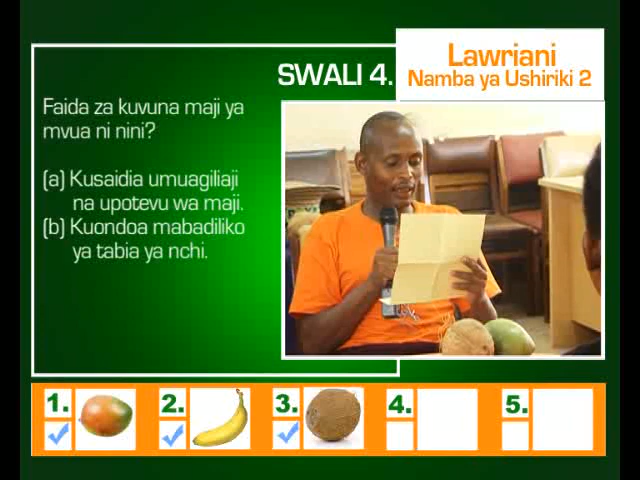 Lawriani
SWALI 4. Namba ya Ushiriki 2
Faida za kuvuna maji ya
mvua ni nini?
(a) Kusaidia umuagiliaji
na upotevu wa maji.
(b) Kuondoa mabadiliko
ya tabia ya nchi.
1. 2. 3. 4. 5.